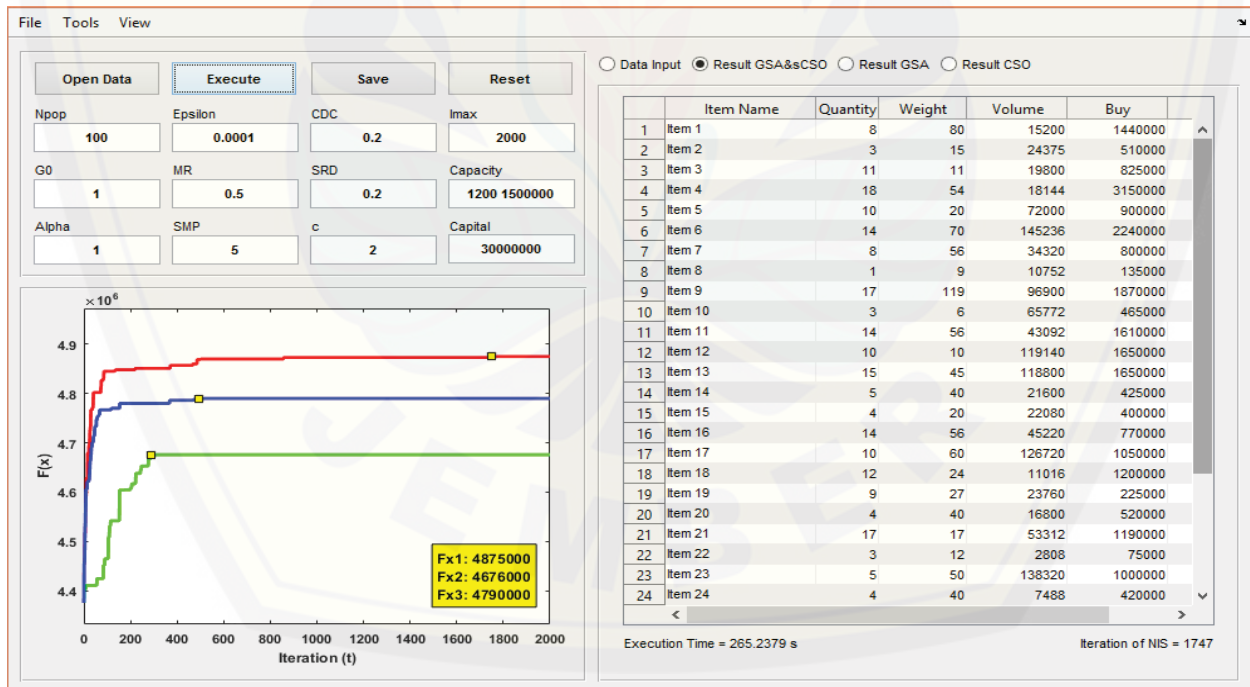 File Tools View
Open Data Execute Save Reset
Npop Epsilon CDC Imax
100 0.0001 0.2 2000
G0 MR SRD Capacity
1 0.5 0.2 1200 1500000
Alpha SMP c Capital
1 5 2 30000000
×10^6
4.9
4.8
4.7
4.6
4.5
4.4
F(x)
Fx1: 4875000
Fx2: 4676000
Fx3: 4790000
0 200 400 600 800 1000 1200 1400 1600 1800 2000
Iteration (t)
Data Input Result GSA&sCSO Result GSA Result CSO
Item Name Quantity Weight Volume Buy
1 Item 1 8 80 15200 1440000
2 Item 2 3 15 24375 510000
3 Item 3 11 11 19800 825000
4 Item 4 18 54 18144 3150000
5 Item 5 10 20 72000 900000
6 Item 6 14 70 145236 2240000
7 Item 7 8 56 34320 800000
8 Item 8 1 9 10752 135000
9 Item 9 17 119 96900 1870000
10 Item 10 3 6 65772 465000
11 Item 11 14 56 43092 1610000
12 Item 12 10 10 119140 1650000
13 Item 13 15 45 118800 1650000
14 Item 14 5 40 21600 425000
15 Item 15 4 20 22080 400000
16 Item 16 14 56 45220 770000
17 Item 17 10 60 126720 1050000
18 Item 18 12 24 11016 1200000
19 Item 19 9 27 23760 225000
20 Item 20 4 40 16800 520000
21 Item 21 17 17 53312 1190000
22 Item 22 3 12 2808 75000
23 Item 23 5 50 138320 1000000
24 Item 24 4 40 7488 420000
Execution Time = 265.2379 s
Iteration of NIS = 1747
JEMBER